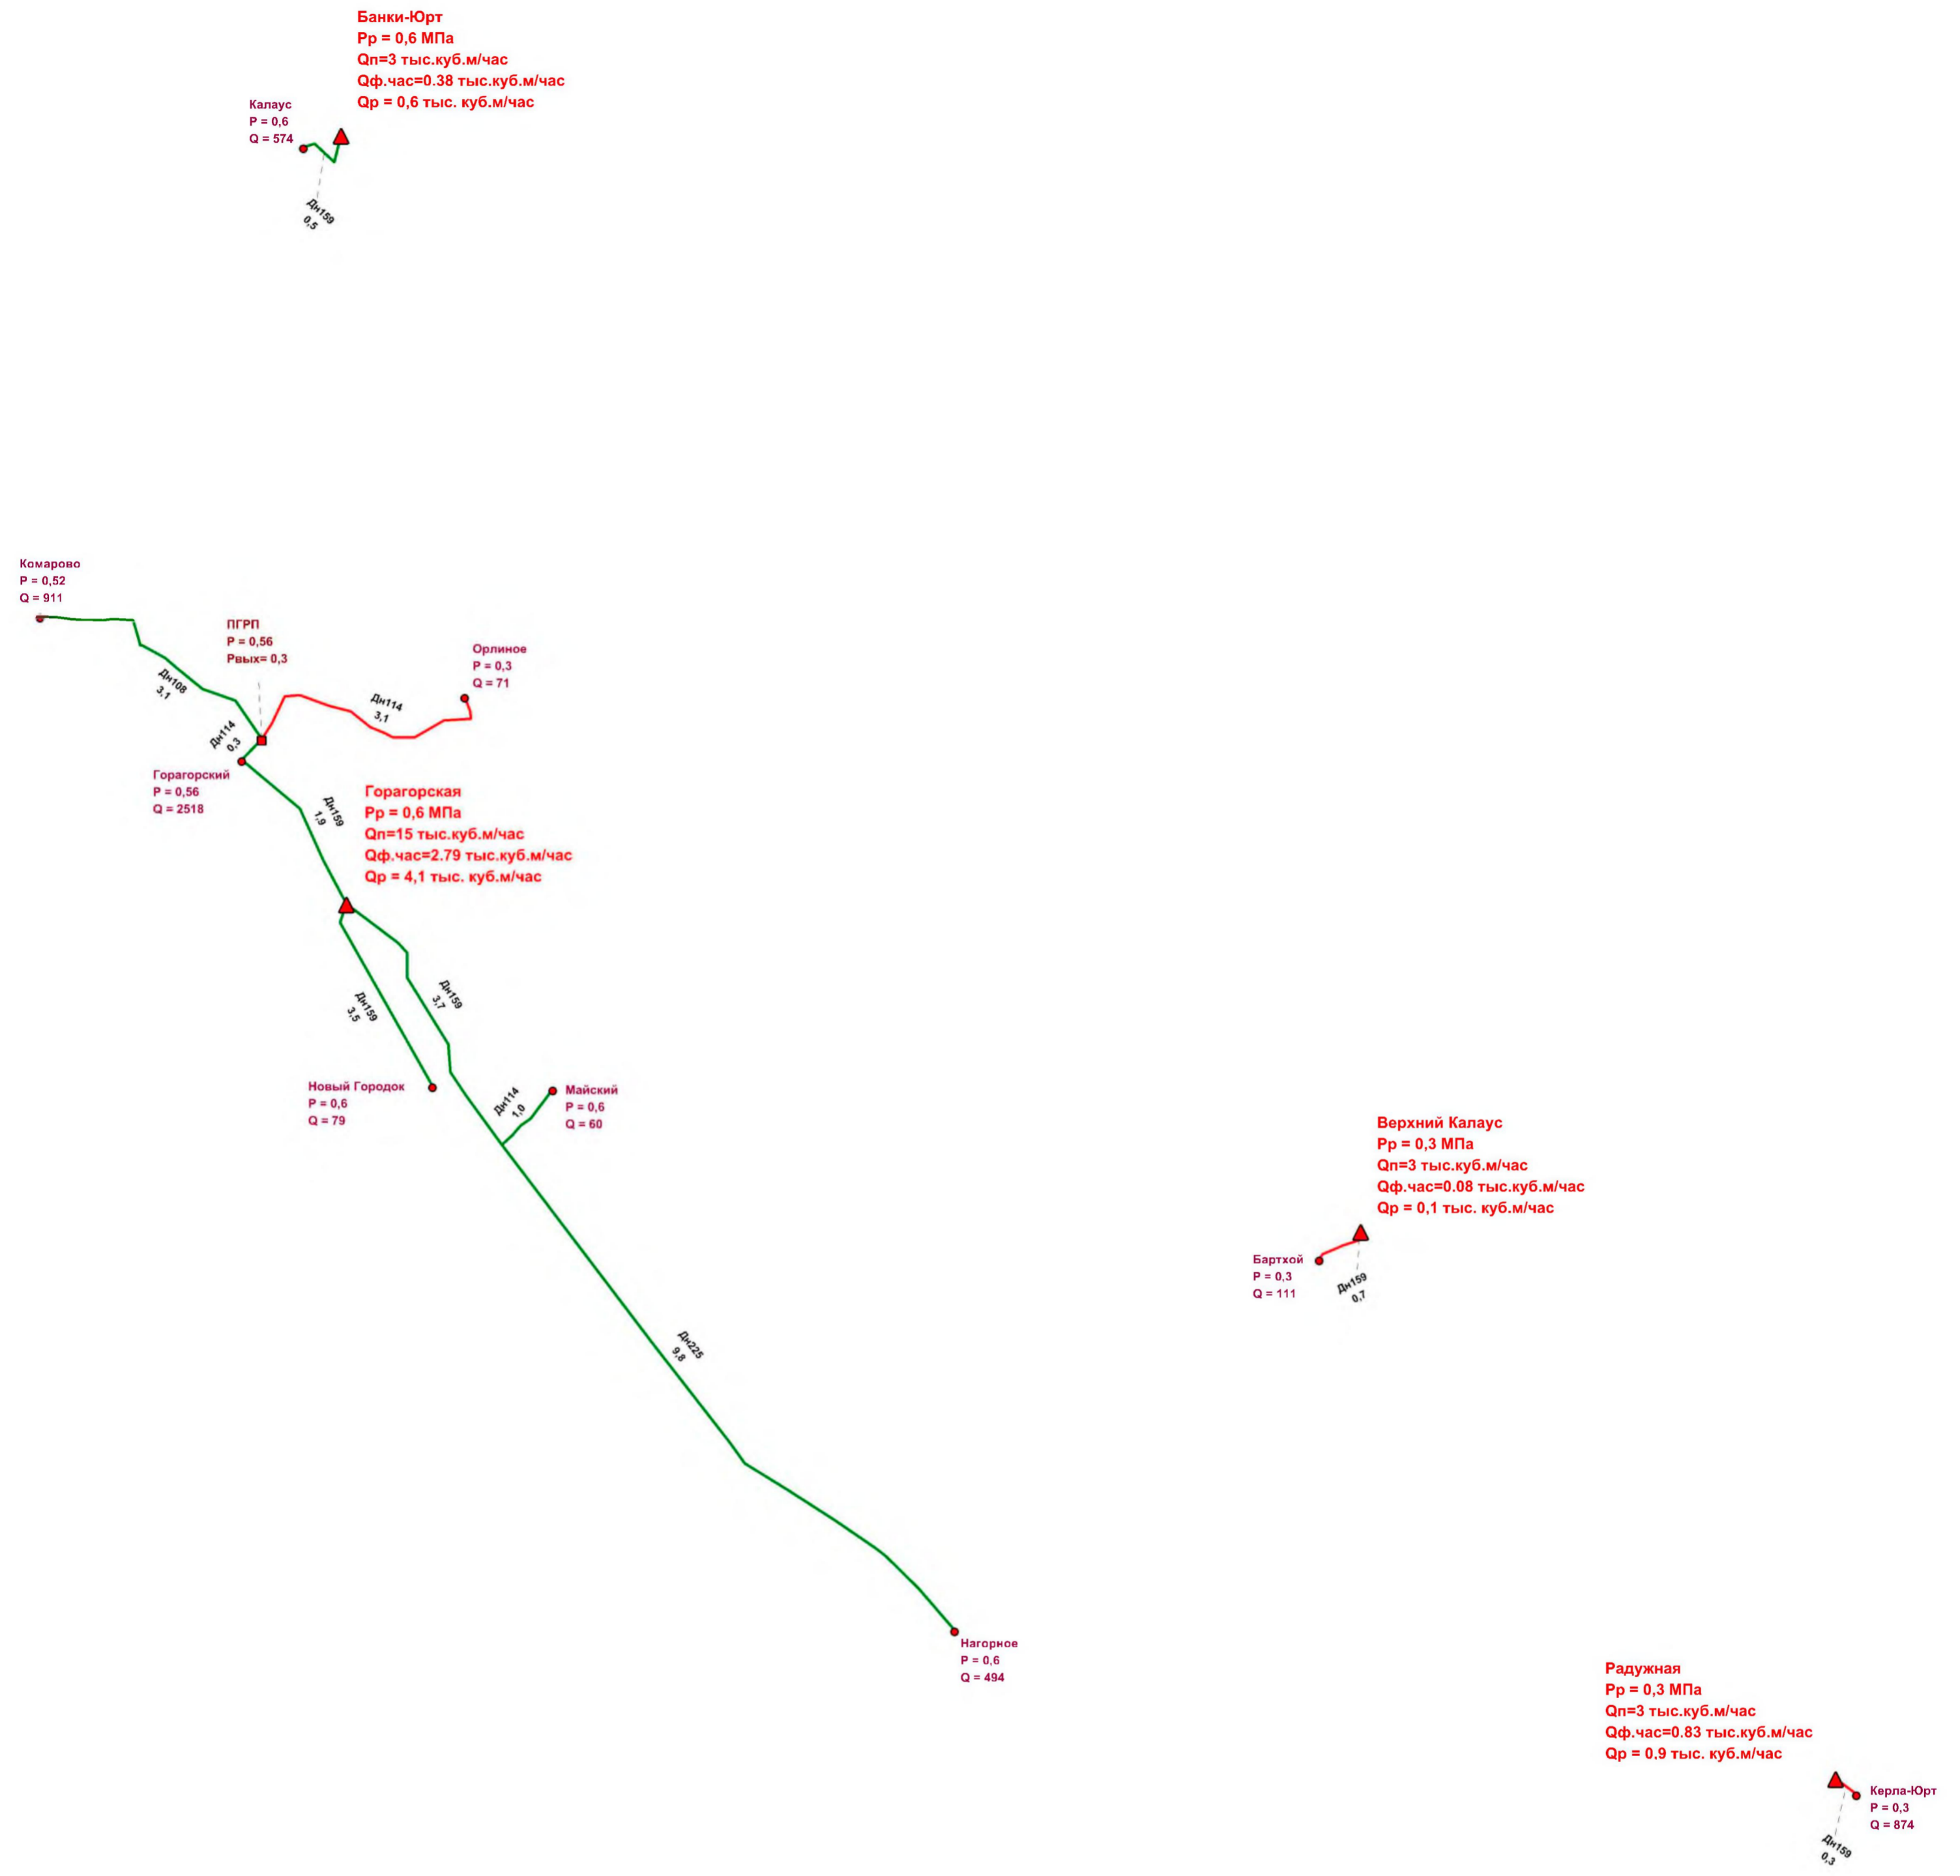 Банки-Юрт
Рр = 0,6 МПа
Qп=3 тыс.куб.м/час
Qф.час=0.38 тыс.куб.м/час
Qр = 0,6 тыс. куб.м/час
Калаус
P = 0,6
Q = 574
Дн159
0,5
Комарово
P = 0,52
Q = 911
ПГРП
P = 0,56
Рвых= 0,3
Орлиное
P = 0,3
Q = 71
Дн108
3,1
Дн114
3,1
Дн114
0,3
Горагорский
P = 0,56
Q = 2518
Дн159
1,9
Горагорская
Рр = 0,6 МПа
Qп=15 тыс.куб.м/час
Qф.час=2.79 тыс.куб.м/час
Qр = 4,1 тыс. куб.м/час
Дн159
3,7
Дн159
3,5
Новый Городок
P = 0,6
Q = 79
Дн114
1,0
Майский
P = 0,6
Q = 60
Верхний Калаус
Рр = 0,3 МПа
Qп=3 тыс.куб.м/час
Qф.час=0.08 тыс.куб.м/час
Qр = 0,1 тыс. куб.м/час
Бартхой
P = 0,3
Q = 111
Дн159
0,7
Дн225
9,8
Нагорное
P = 0,6
Q = 494
Радужная
Рр = 0,3 МПа
Qп=3 тыс.куб.м/час
Qф.час=0.83 тыс.куб.м/час
Qр = 0,9 тыс. куб.м/час
Керла-Юрт
P = 0,3
Q = 874
Дн159
0,3